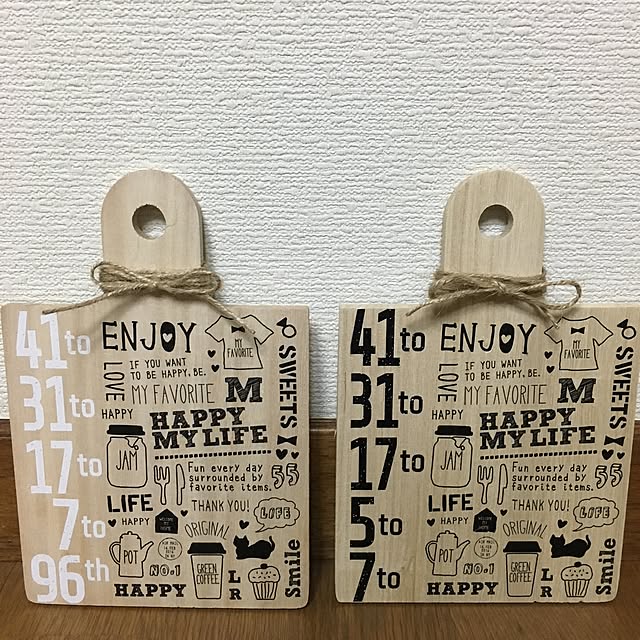 41to
31to
17to
7to
96th
ENJOY
MY
FAVORITE
LOVE
IF YOU WANT
TO BE HAPPY, BE.
MY FAVORITE
M
SWEETS
HAPPY
HAPPY
MY LIFE
JAM
Fun every day
surrounded by
favorite items.
55
LIFE
HAPPY
THANK YOU!
LIFE
ORIGINAL
POT
No.1
GREEN
COFFEE
L
R
HAPPY
Smile
41to
31to
17to
5to
7to
ENJOY
MY
FAVORITE
LOVE
IF YOU WANT
TO BE HAPPY, BE.
MY FAVORITE
M
SWEETS
HAPPY
HAPPY
MY LIFE
JAM
Fun every day
surrounded by
favorite items.
55
LIFE
HAPPY
THANK YOU!
LIFE
ORIGINAL
POT
No.1
GREEN
COFFEE
L
R
HAPPY
Smile